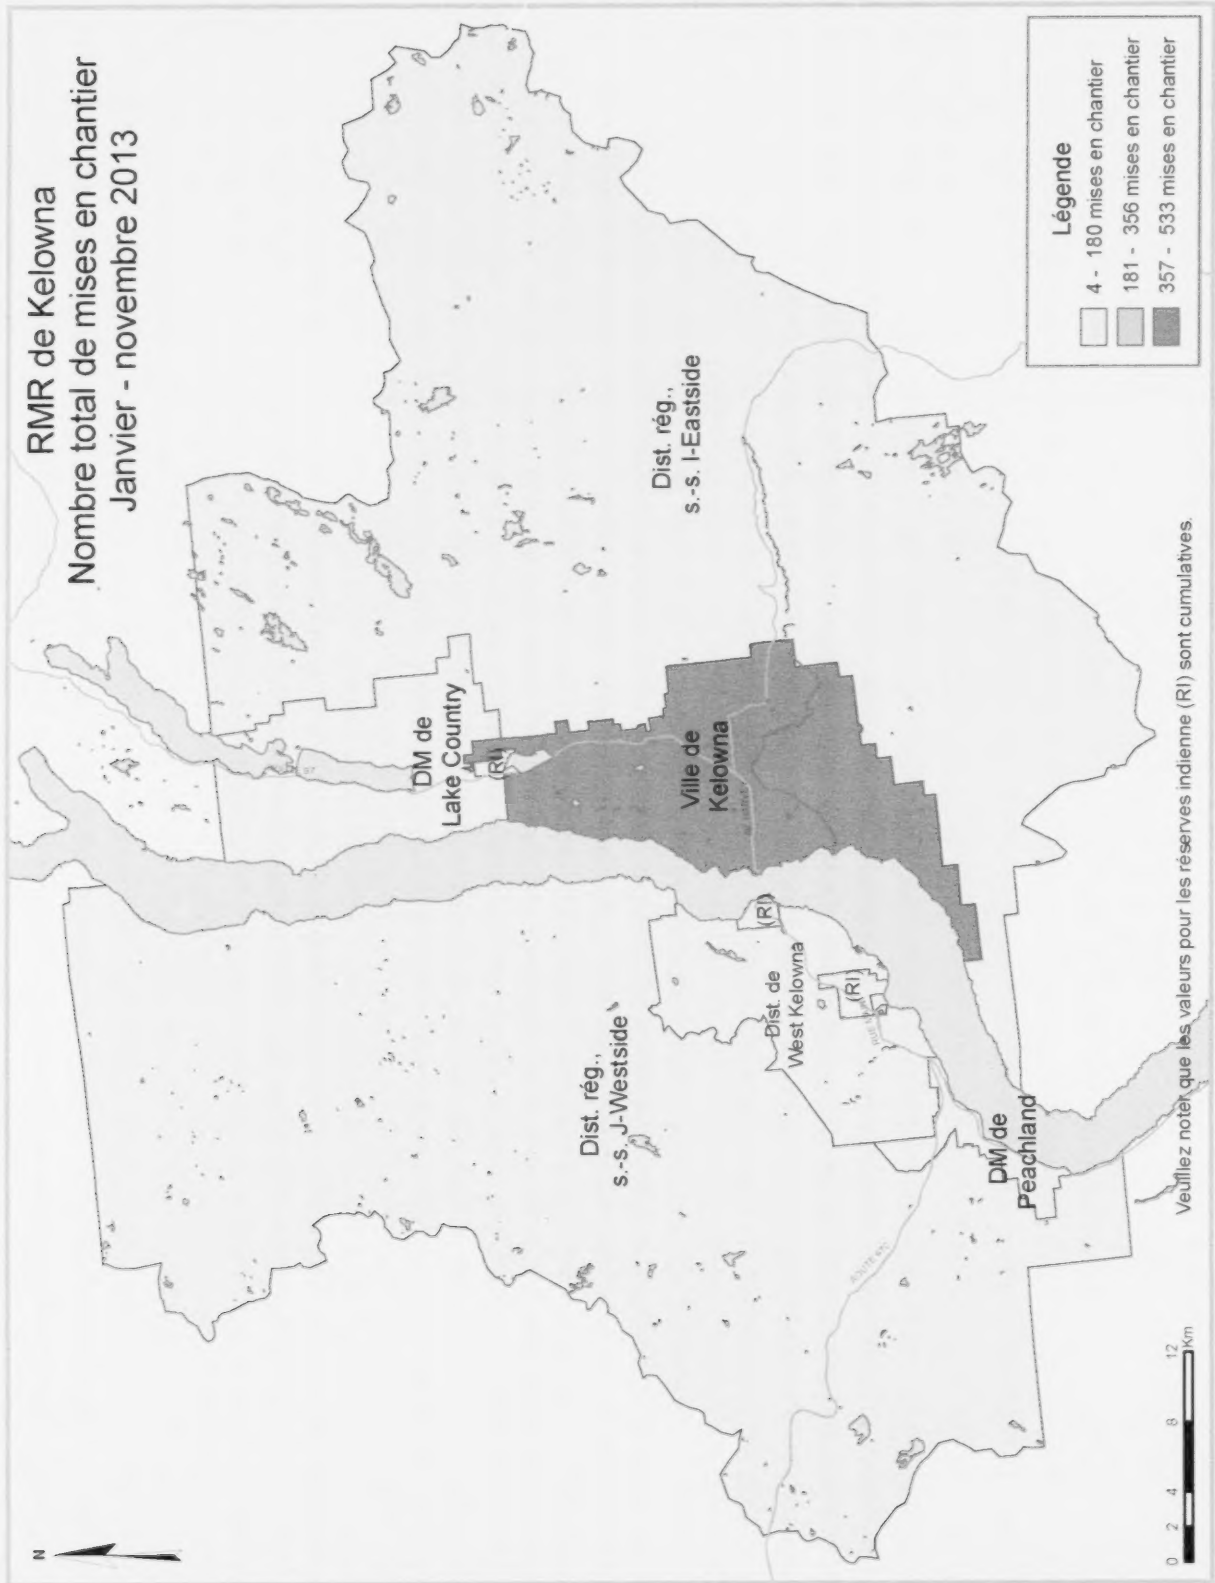 RMR de Kelowna
Nombre total de mises en chantier
Janvier - novembre 2013
N
97
DM de
Lake Country
(RI)
Dist. rég.,
s.-s. I-Eastside
Dist. rég.,
s.-s. J-Westside
Ville de
Kelowna
(RI)
Dist. de
West Kelowna
(RI)
DM de
Peachland
Légende
4 - 180 mises en chantier
181 - 356 mises en chantier
357 - 533 mises en chantier
0 2 4 8 12
Km
Veuillez noter que les valeurs pour les réserves indienne (RI) sont cumulatives.